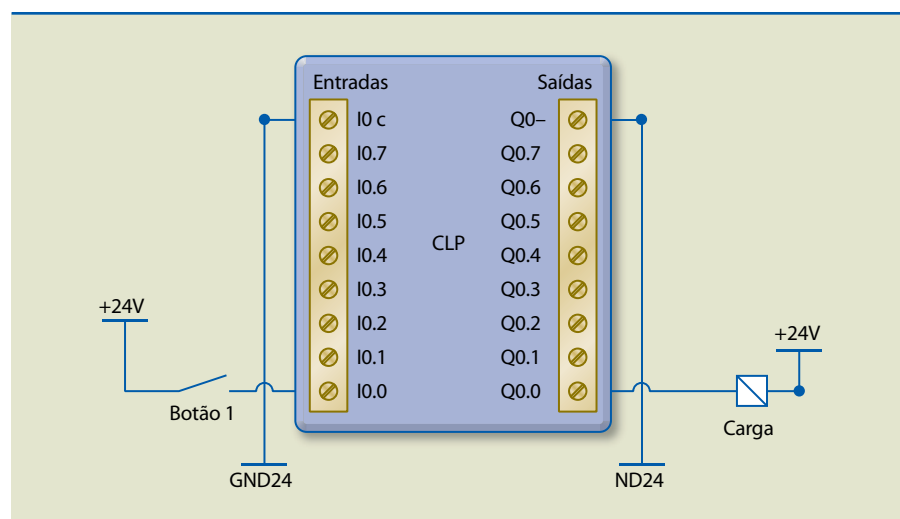 Entradas
Saídas
I0 c
Q0–
I0.7
Q0.7
I0.6
Q0.6
I0.5
Q0.5
I0.4
CLP
Q0.4
I0.3
Q0.3
+24V
I0.2
Q0.2
+24V
I0.1
Q0.1
I0.0
Q0.0
Botão 1
Carga
GND24
ND24